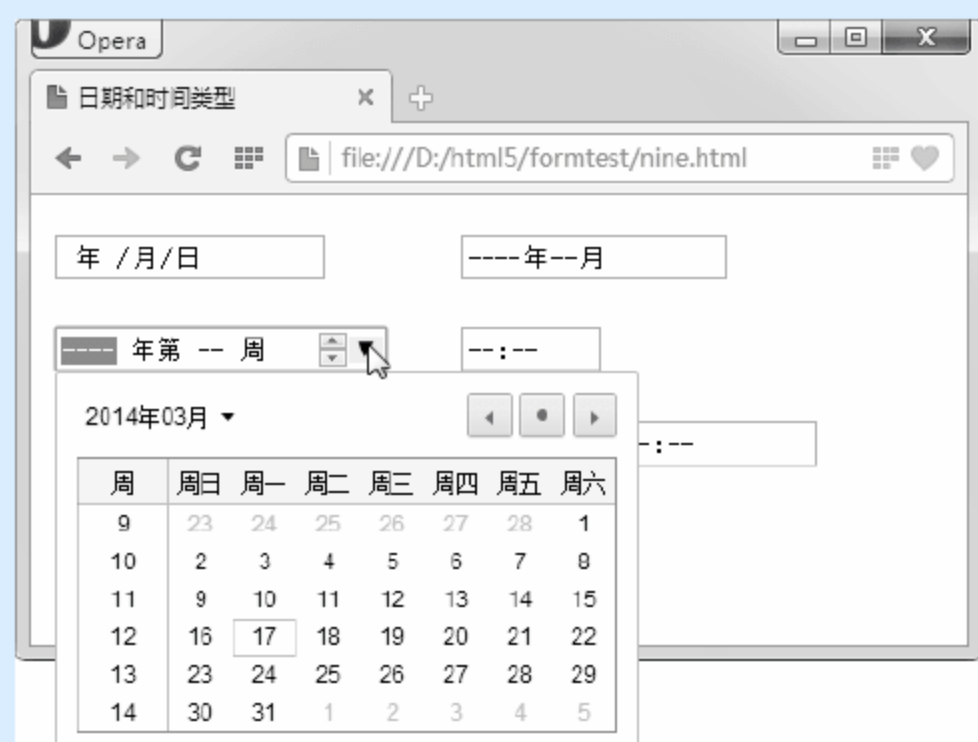 Opera
日期和时间类型
file:///D:/html5/formtest/nine.html
年 /月/日
----年--月
---- 年第 -- 周
--:--
2014年03月
-:--
周 周日 周一 周二 周三 周四 周五 周六
9 23 24 25 26 27 28 1
10 2 3 4 5 6 7 8
11 9 10 11 12 13 14 15
12 16 17 18 19 20 21 22
13 23 24 25 26 27 28 29
14 30 31 1 2 3 4 5